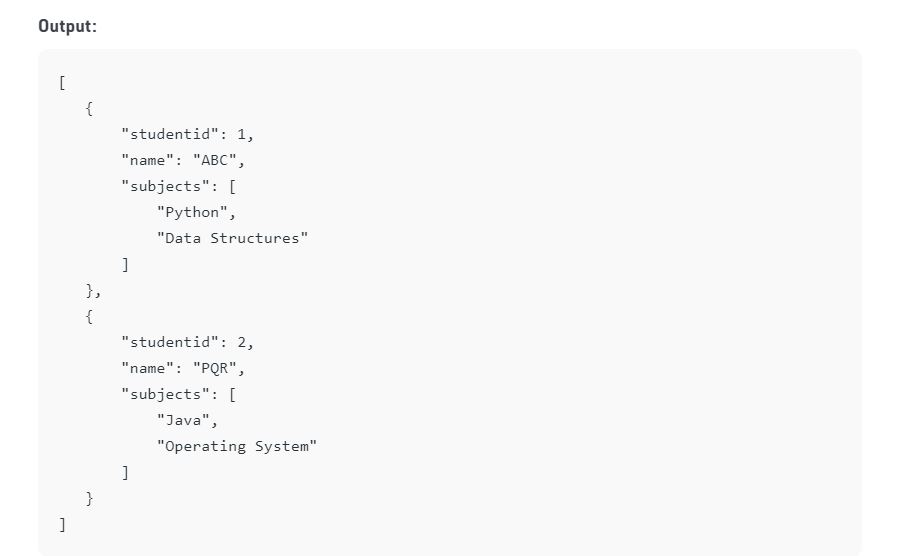 Output:
[
   {
       "studentid": 1,
       "name": "ABC",
       "subjects": [
           "Python",
           "Data Structures"
       ]
   },
   {
       "studentid": 2,
       "name": "PQR",
       "subjects": [
           "Java",
           "Operating System"
       ]
   }
]